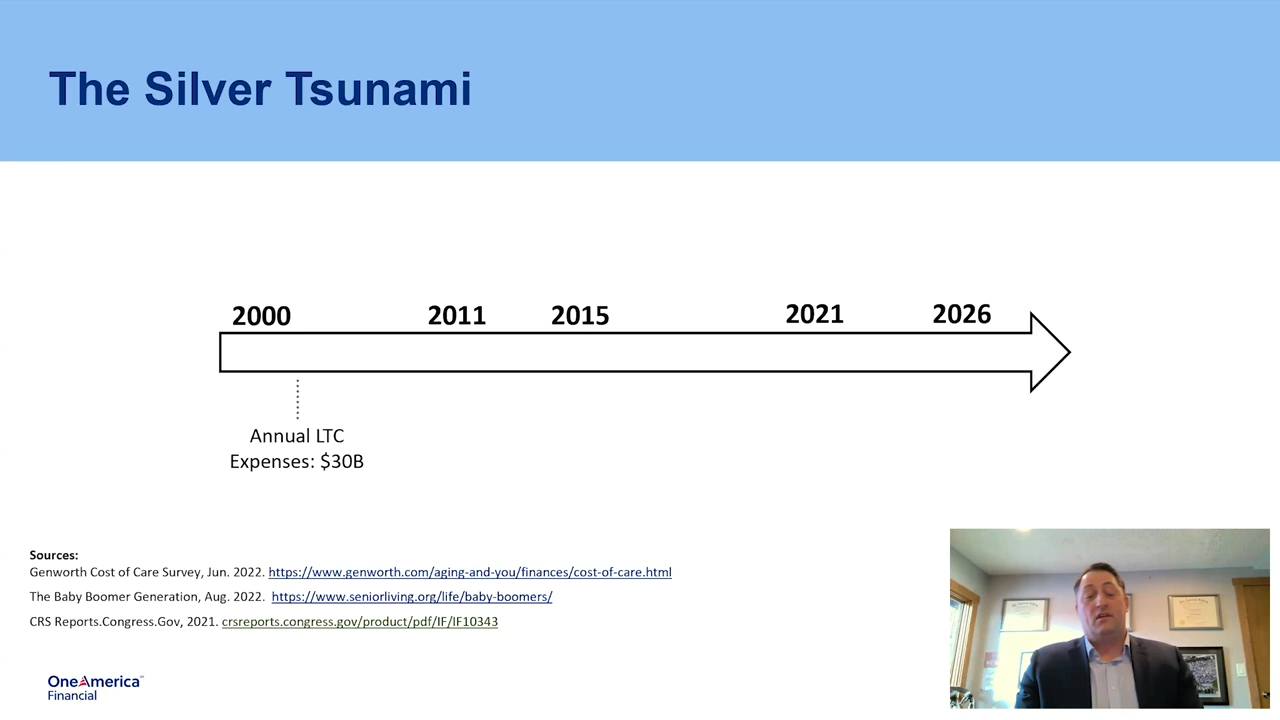 The Silver Tsunami
2000 2011 2015 2021 2026
Annual LTC
Expenses: $30B
Sources:
Genworth Cost of Care Survey, Jun. 2022. https://www.genworth.com/aging-and-you/finances/cost-of-care.html
The Baby Boomer Generation, Aug. 2022. https://www.seniorliving.org/life/baby-boomers/
CRS Reports.Congress.Gov, 2021. crsreports.congress.gov/product/pdf/IF/IF10343
OneAmerica
Financial